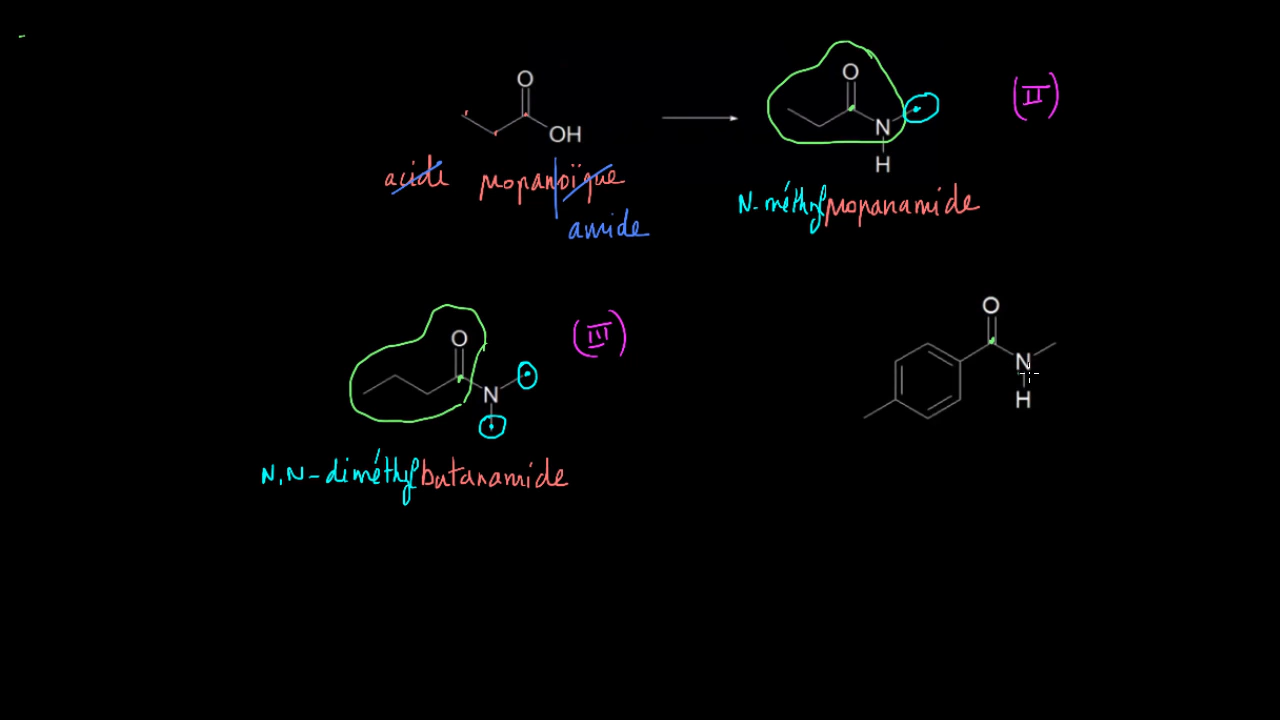 O
OH
acide propanoïque
amide
O
N
H
(II)
N-méthylpropanamide
O
N
(III)
N,N-diméthylbutanamide
O
N
H